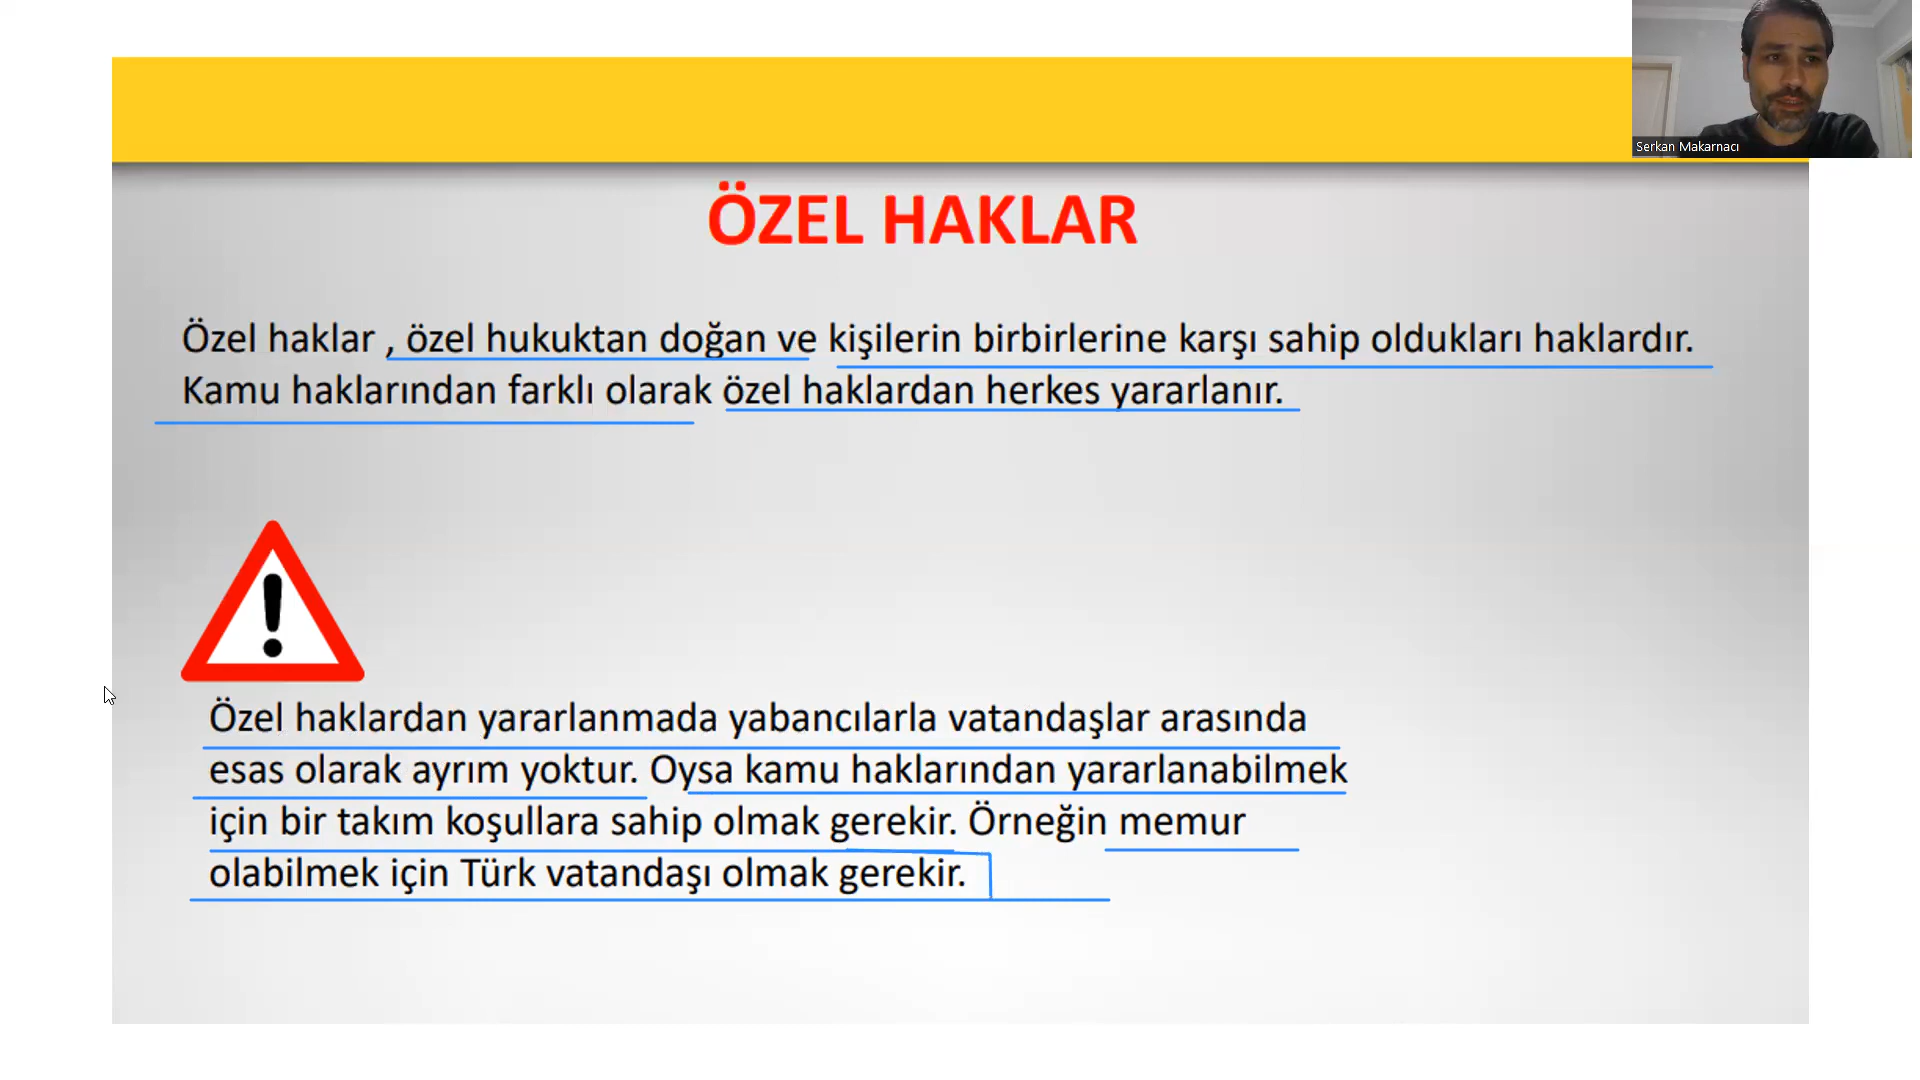 Serkan Makarnacı
ÖZEL HAKLAR
Özel haklar , özel hukuktan doğan ve kişilerin birbirlerine karşı sahip oldukları haklardır.
Kamu haklarından farklı olarak özel haklardan herkes yararlanır.
Özel haklardan yararlanmada yabancılarla vatandaşlar arasında
esas olarak ayrım yoktur. Oysa kamu haklarından yararlanabilmek
için bir takım koşullara sahip olmak gerekir. Örneğin memur
olabilmek için Türk vatandaşı olmak gerekir.